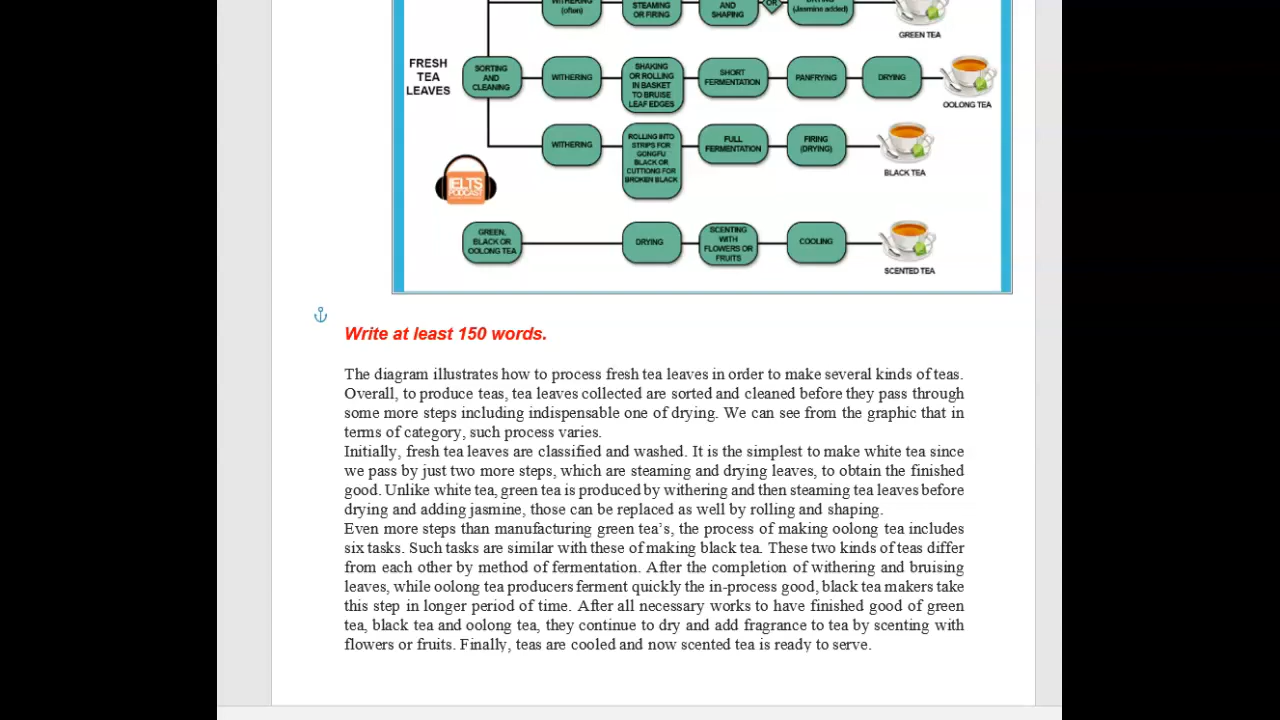 WITHERING
(often)
STEAMING
OR FIRING
AND
SHAPING
OR
(Jasmine added)
GREEN TEA
FRESH
TEA
LEAVES
SORTING
AND
CLEANING
WITHERING
SHAKING
OR ROLLING
IN BASKET
TO BRUISE
LEAF EDGES
SHORT
FERMENTATION
PANFRYING
DRYING
OOLONG TEA
WITHERING
ROLLING INTO
STRIPS FOR
GONGFU
BLACK OR
CUTTIONG FOR
BROKEN BLACK
FULL
FERMENTATION
FIRING
(DRYING)
BLACK TEA
IELTS
PODCAST
GREEN,
BLACK OR
OOLONG TEA
DRYING
SCENTING
WITH
FLOWERS OR
FRUITS
COOLING
SCENTED TEA
Write at least 150 words.
The diagram illustrates how to process fresh tea leaves in order to make several kinds of teas.
Overall, to produce teas, tea leaves collected are sorted and cleaned before they pass through
some more steps including indispensable one of drying. We can see from the graphic that in
terms of category, such process varies.
Initially, fresh tea leaves are classified and washed. It is the simplest to make white tea since
we pass by just two more steps, which are steaming and drying leaves, to obtain the finished
good. Unlike white tea, green tea is produced by withering and then steaming tea leaves before
drying and adding jasmine, those can be replaced as well by rolling and shaping.
Even more steps than manufacturing green tea's, the process of making oolong tea includes
six tasks. Such tasks are similar with these of making black tea. These two kinds of teas differ
from each other by method of fermentation. After the completion of withering and bruising
leaves, while oolong tea producers ferment quickly the in-process good, black tea makers take
this step in longer period of time. After all necessary works to have finished good of green
tea, black tea and oolong tea, they continue to dry and add fragrance to tea by scenting with
flowers or fruits. Finally, teas are cooled and now scented tea is ready to serve.